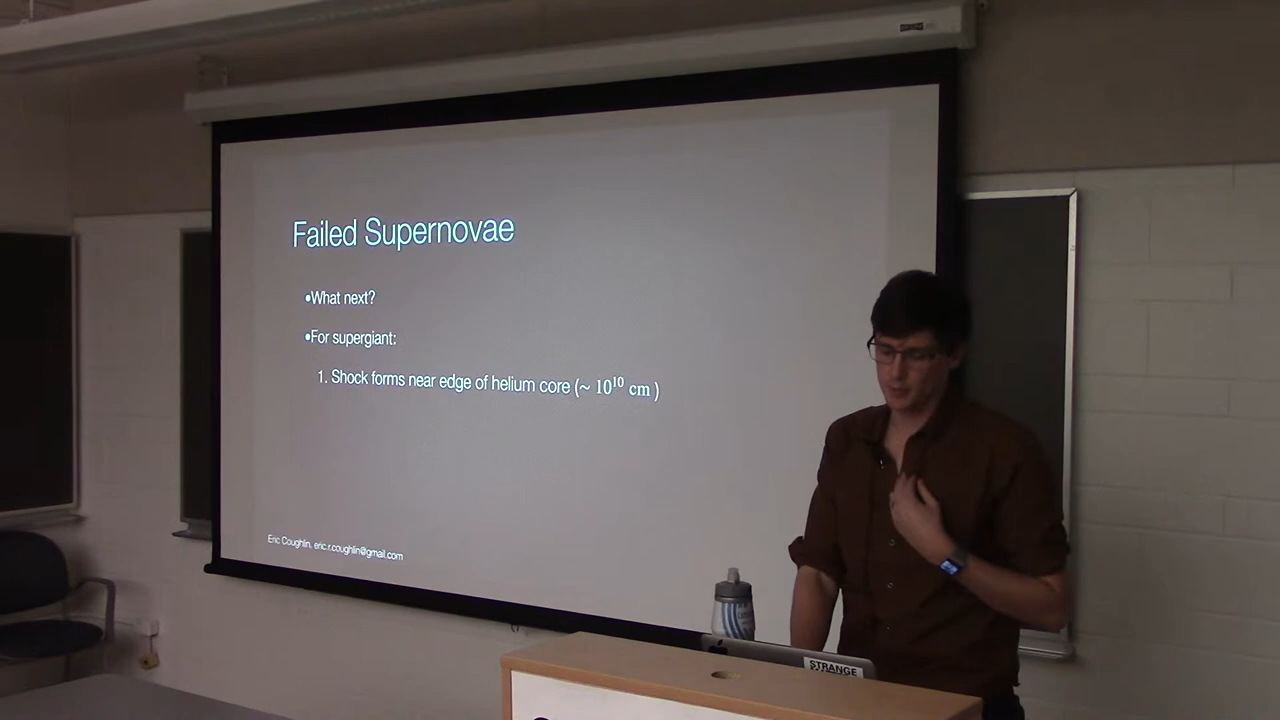 Failed Supernovae
•What next?
•For supergiant:
1. Shock forms near edge of helium core (~ 10¹⁰ cm )
Eric Coughlin, eric.r.coughlin@gmail.com
STRANGE